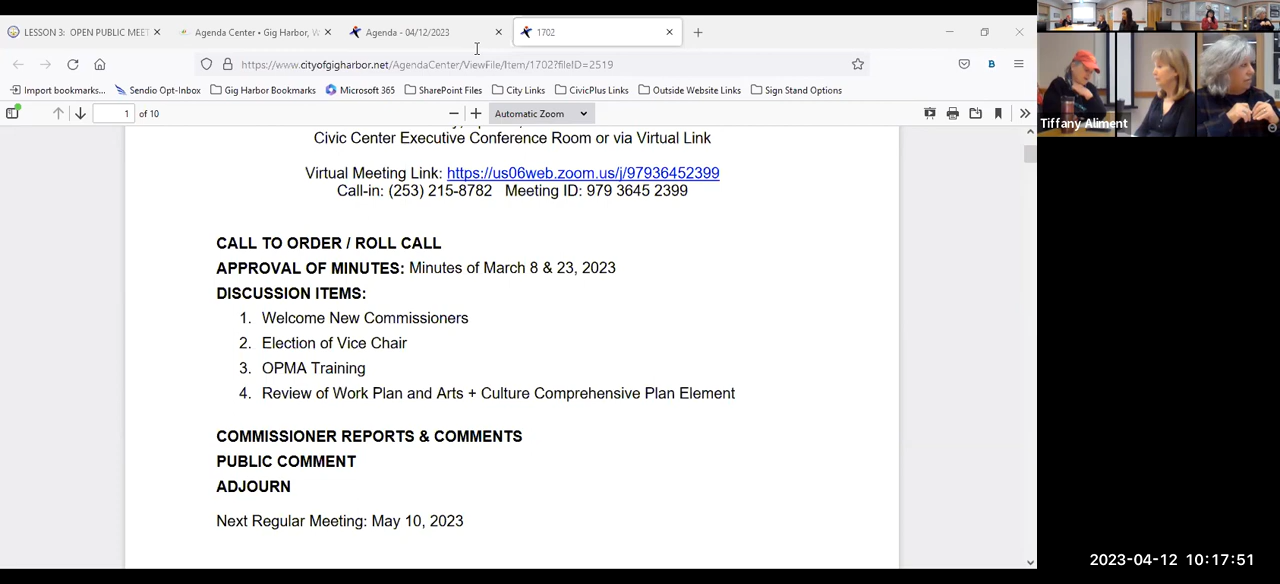 LESSON 3: OPEN PUBLIC MEET
Agenda Center • Gig Harbor, W
Agenda - 04/12/2023
1702
https://www.cityofgigharbor.net/AgendaCenter/ViewFile/Item/1702?fileID=2519
Import bookmarks...
Sendio Opt-Inbox
Gig Harbor Bookmarks
Microsoft 365
SharePoint Files
City Links
CivicPlus Links
Outside Website Links
Sign Stand Options
1 of 10
Automatic Zoom
Civic Center Executive Conference Room or via Virtual Link
Virtual Meeting Link: https://us06web.zoom.us/j/97936452399
Call-in: (253) 215-8782 Meeting ID: 979 3645 2399
CALL TO ORDER / ROLL CALL
APPROVAL OF MINUTES: Minutes of March 8 & 23, 2023
DISCUSSION ITEMS:
1. Welcome New Commissioners
2. Election of Vice Chair
3. OPMA Training
4. Review of Work Plan and Arts + Culture Comprehensive Plan Element
COMMISSIONER REPORTS & COMMENTS
PUBLIC COMMENT
ADJOURN
Next Regular Meeting: May 10, 2023
Tiffany Aliment
2023-04-12 10:17:51